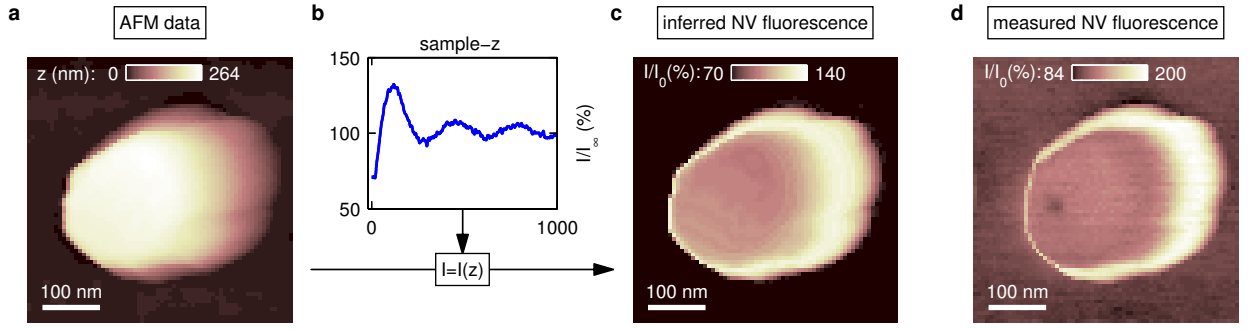 a
AFM data
z (nm): 0 264
100 nm
b
sample−z
150
100
50
0 1000
I/I∞ (%)
I=I(z)
c
inferred NV fluorescence
I/I0(%): 70 140
100 nm
d
measured NV fluorescence
I/I0(%): 84 200
100 nm